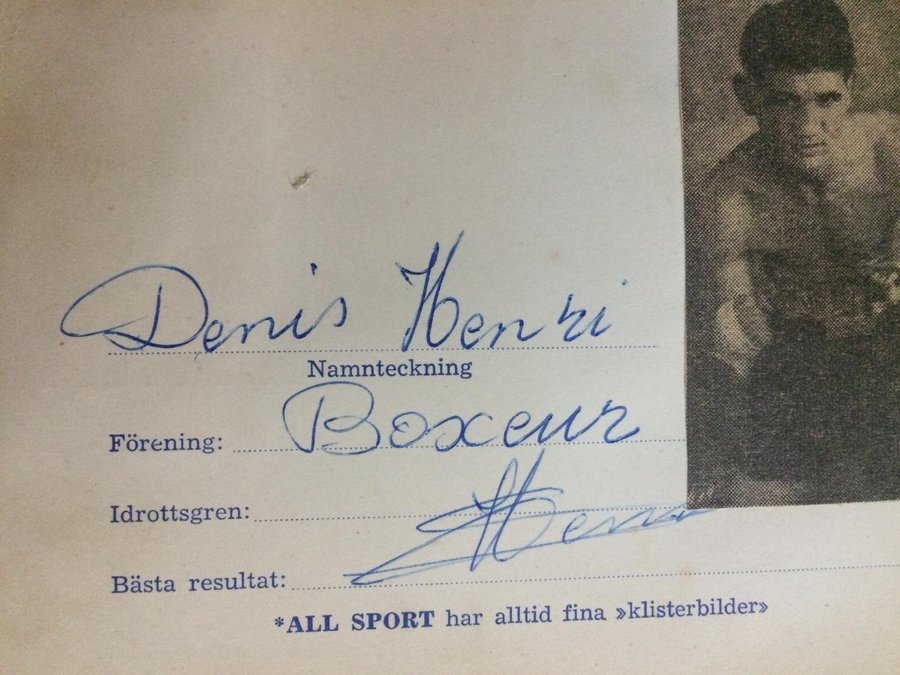 Denis Henri
Namnteckning
Förening: Boxeur
Idrottsgren:
Bästa resultat:
*ALL SPORT har alltid fina »klisterbilder»